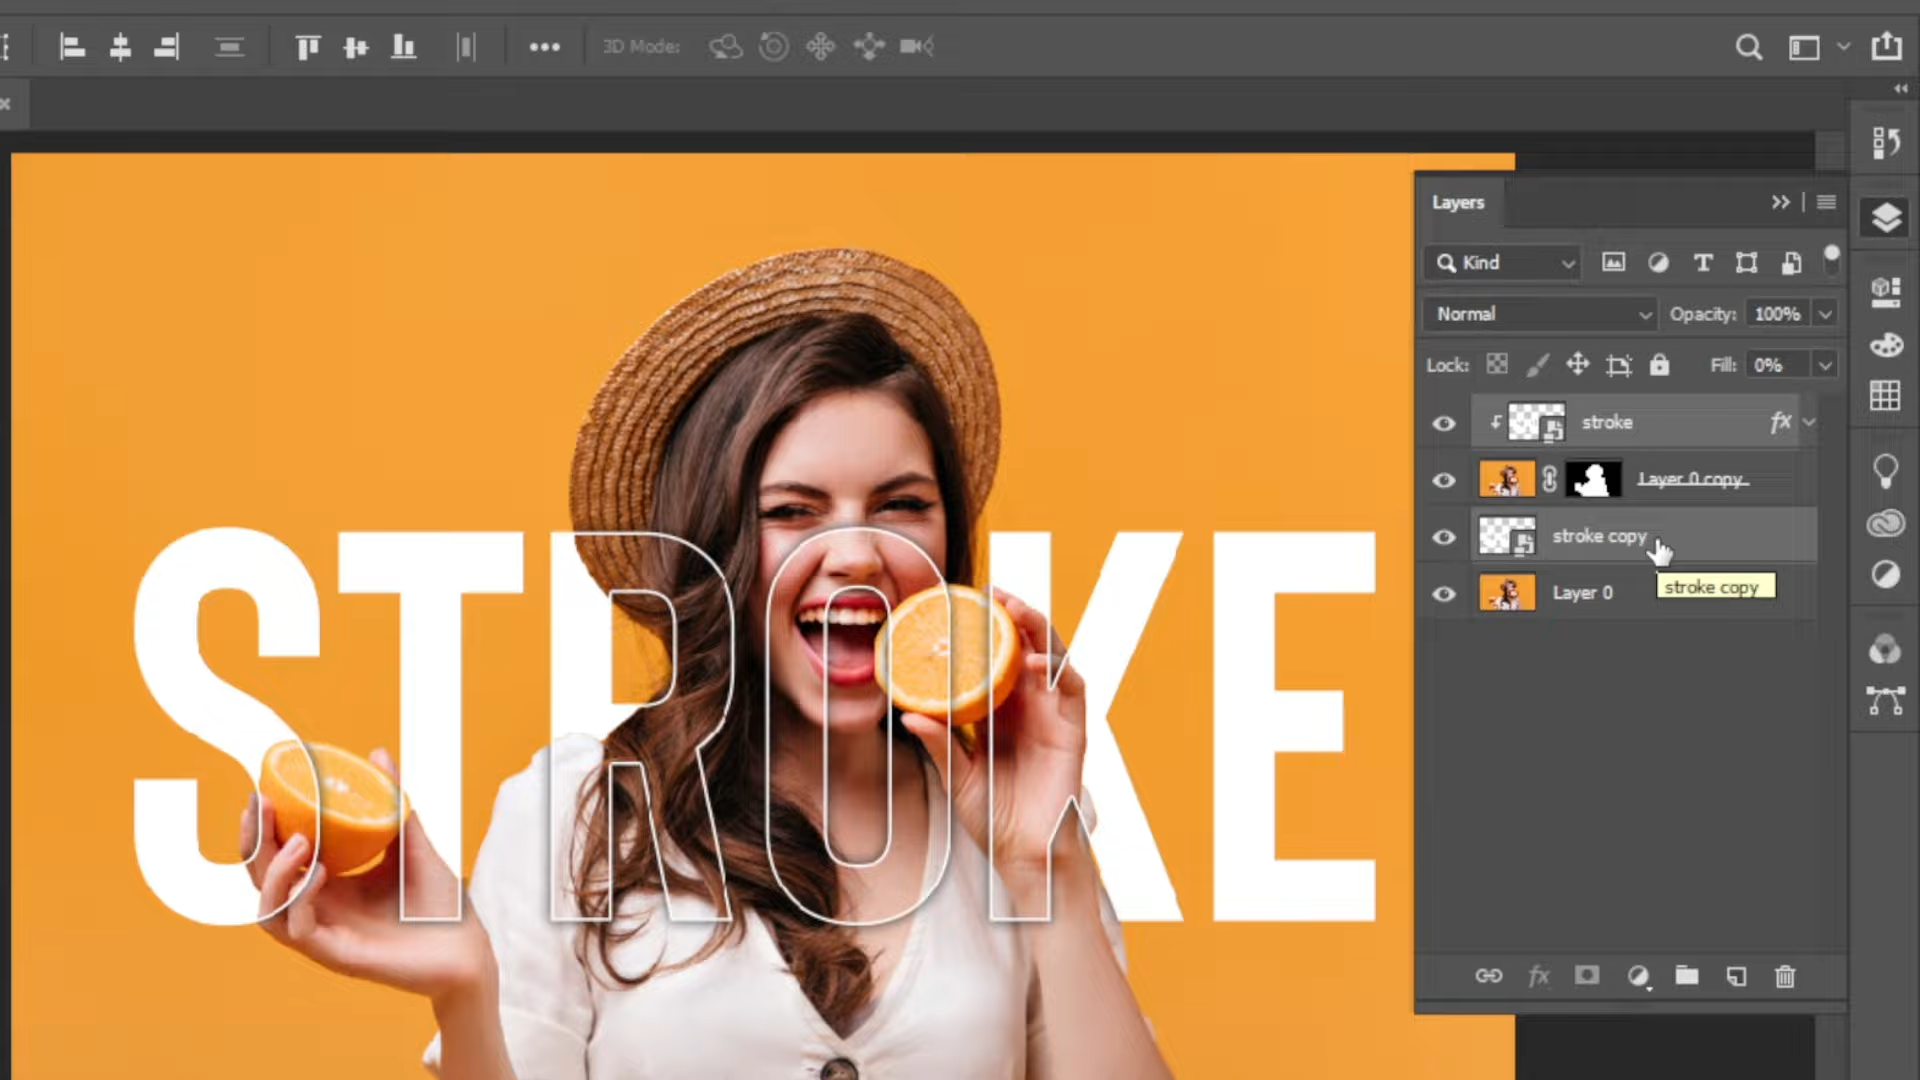 3D Mode:
Layers
Kind
Normal
Opacity: 100%
Lock:
Fill: 0%
stroke
fx
Layer 0 copy
stroke copy
stroke copy
Layer 0
fx
STROKE